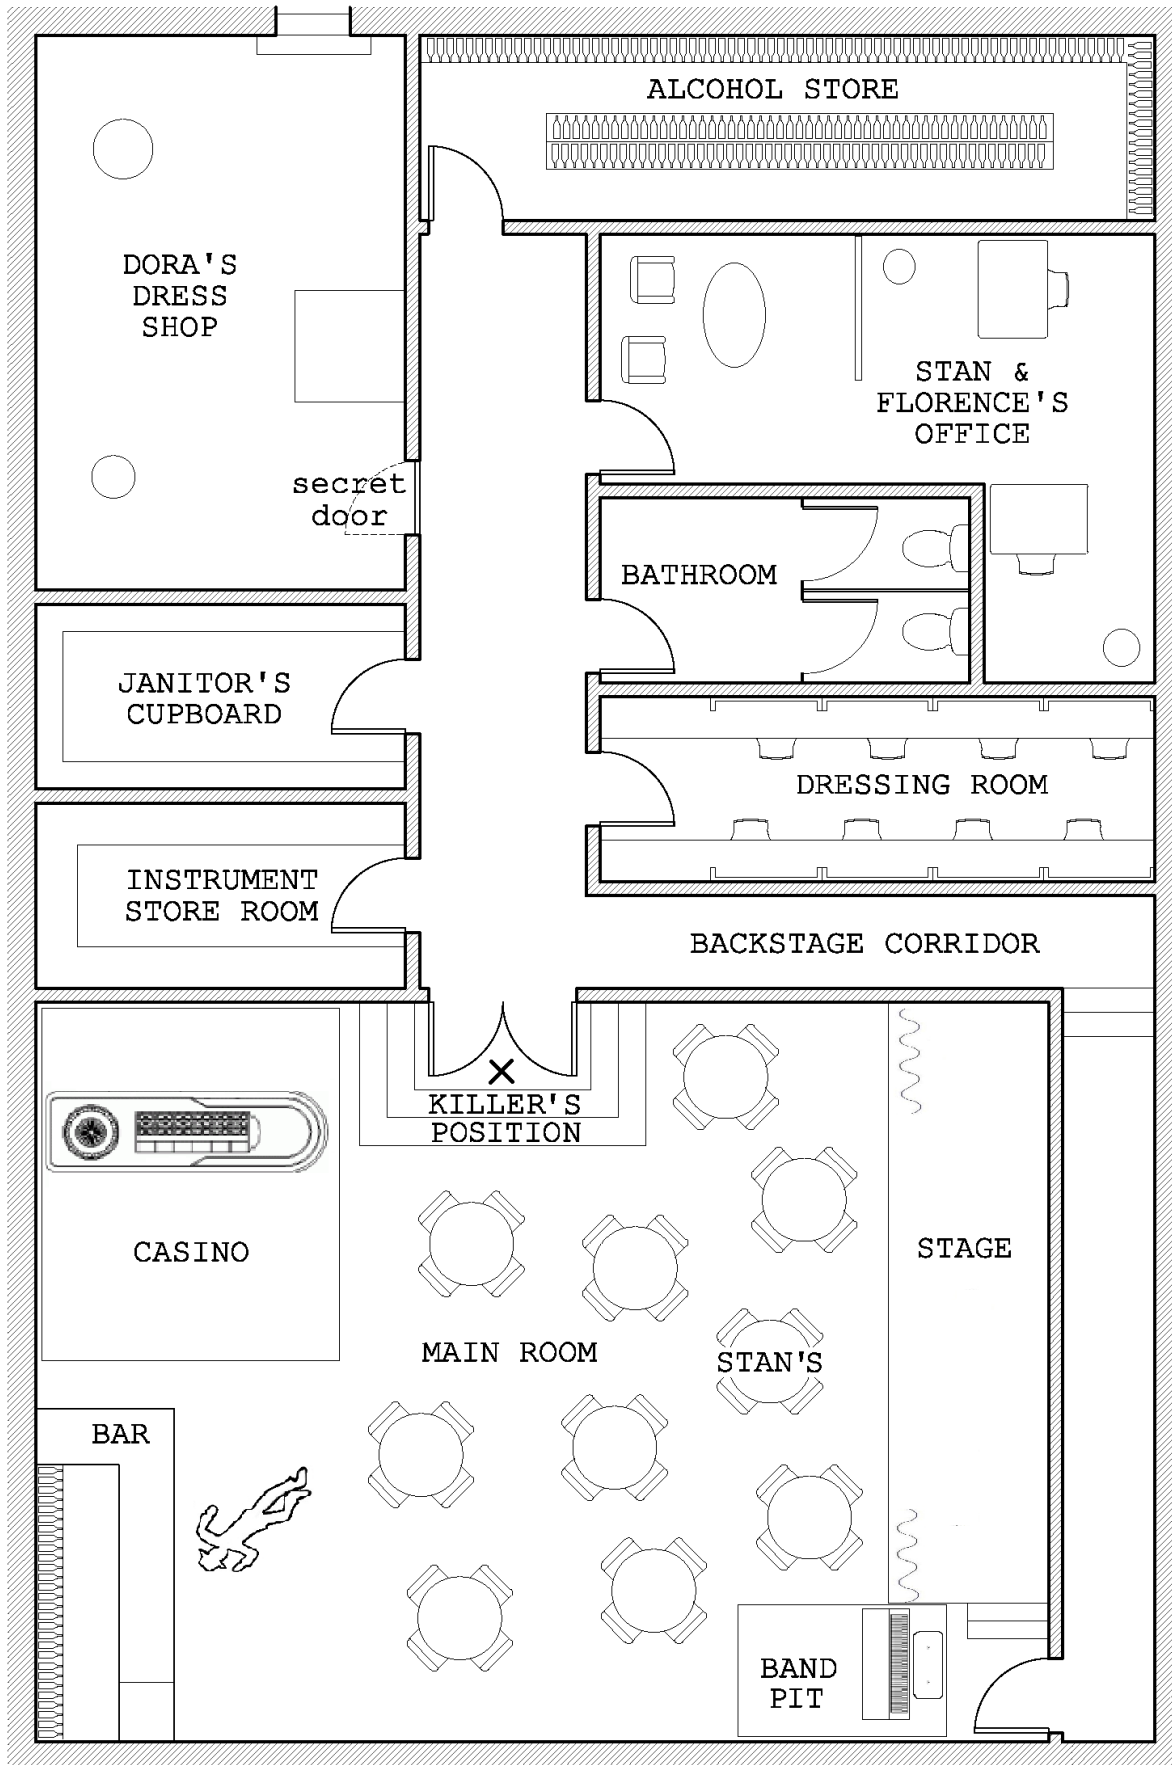 ALCOHOL STORE
DORA'S
DRESS
SHOP
STAN &
FLORENCE'S
OFFICE
secret
door
BATHROOM
JANITOR'S
CUPBOARD
DRESSING ROOM
INSTRUMENT
STORE ROOM
BACKSTAGE CORRIDOR
KILLER'S
POSITION
CASINO
STAGE
MAIN ROOM
STAN'S
BAR
BAND
PIT